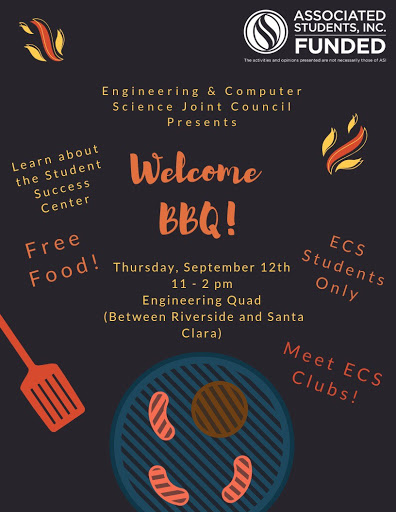 ASSOCIATED
STUDENTS, INC.
FUNDED
The activities and opinions presented are not necessarily those of ASI
Engineering & Computer
Science Joint Council
Presents
Learn about
the Student
Success
Center
Welcome
BBQ!
Free
Food!
ECS
Students
Only
Thursday, September 12th
11 - 2 pm
Engineering Quad
(Between Riverside and Santa
Clara)
Meet ECS
Clubs!